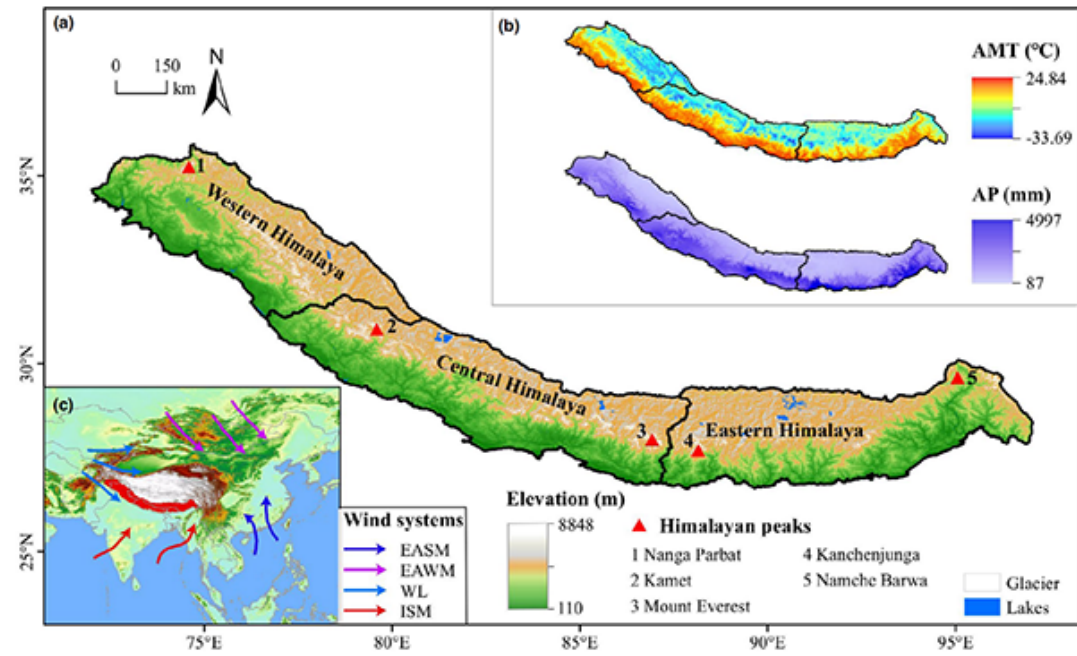 (a)
N
0 150
km
1
Western Himalaya
2
Central Himalaya
3
4
Eastern Himalaya
5
35°N
30°N
25°N
75°E
80°E
85°E
90°E
95°E
(b)
AMT (°C)
24.84
-33.69
AP (mm)
4997
87
(c)
Wind systems
EASM
EAWM
WL
ISM
Elevation (m)
8848
110
Himalayan peaks
1 Nanga Parbat
2 Kamet
3 Mount Everest
4 Kanchenjunga
5 Namche Barwa
Glacier
Lakes